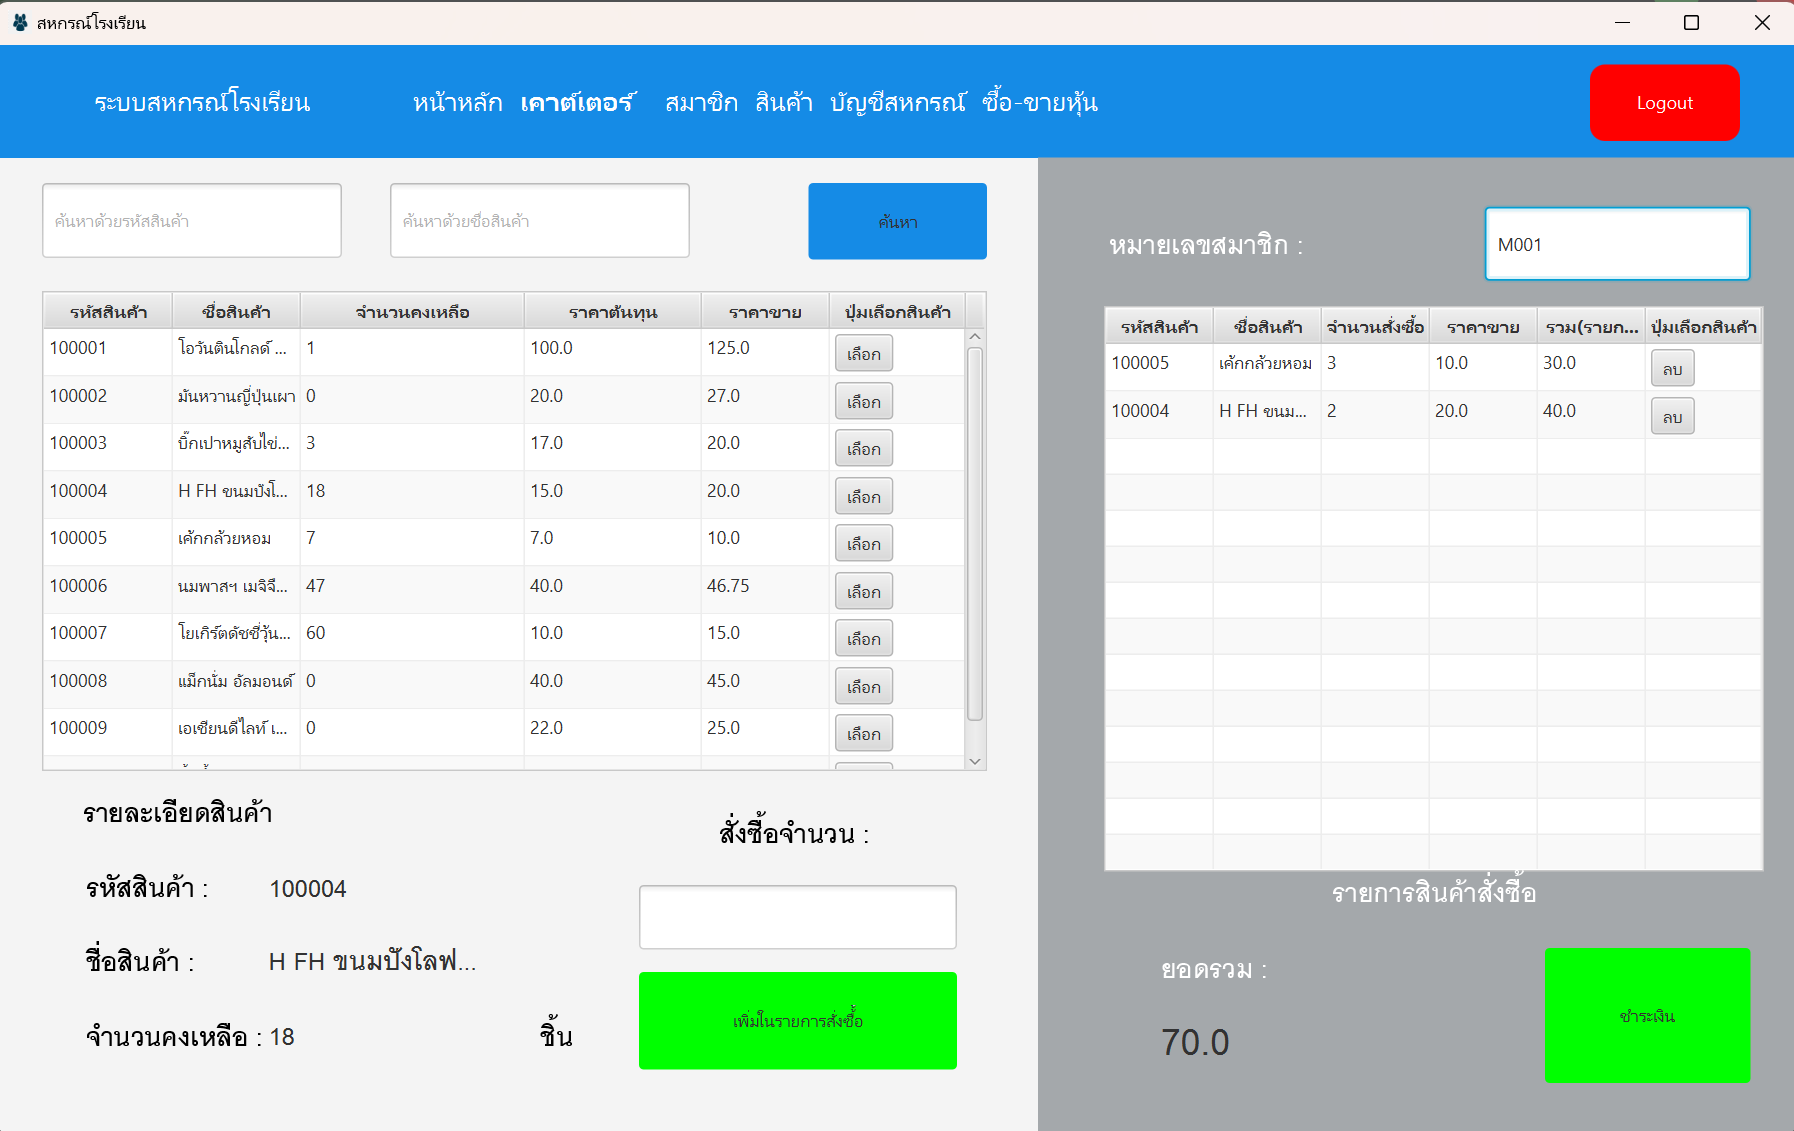 สหกรณ์โรงเรียน
ระบบสหกรณ์โรงเรียน หน้าหลัก เคาต์เตอร์ สมาชิก สินค้า บัญชีสหกรณ์ ซื้อ-ขายหุ้น Logout
ค้นหาด้วยรหัสสินค้า ค้นหาด้วยชื่อสินค้า ค้นหา
รหัสสินค้า ชื่อสินค้า จำนวนคงเหลือ ราคาต้นทุน ราคาขาย ปุ่มเลือกสินค้า
100001 โอวันตินโกลด์ ... 1 100.0 125.0 เลือก
100002 มันหวานญี่ปุ่นเผา 0 20.0 27.0 เลือก
100003 บิ๊กเปาหมูสับไข่... 3 17.0 20.0 เลือก
100004 H FH ขนมปังโ... 18 15.0 20.0 เลือก
100005 เค้กกล้วยหอม 7 7.0 10.0 เลือก
100006 นมพาสฯ เมจิจื... 47 40.0 46.75 เลือก
100007 โยเกิร์ตดัชชี่วุ้น... 60 10.0 15.0 เลือก
100008 แม็กนั่ม อัลมอนด์ 0 40.0 45.0 เลือก
100009 เอเซียนดีไลท์ เ... 0 22.0 25.0 เลือก
รายละเอียดสินค้า
รหัสสินค้า : 100004
ชื่อสินค้า : H FH ขนมปังโลฟ...
จำนวนคงเหลือ : 18 ชิ้น
สั่งซื้อจำนวน :
เพิ่มในรายการสั่งซื้อ
หมายเลขสมาชิก : M001
รหัสสินค้า ชื่อสินค้า จำนวนสั่งซื้อ ราคาขาย รวม(รายก... ปุ่มเลือกสินค้า
100005 เค้กกล้วยหอม 3 10.0 30.0 ลบ
100004 H FH ขนม... 2 20.0 40.0 ลบ
รายการสินค้าสั่งซื้อ
ยอดรวม :
70.0
ชำระเงิน